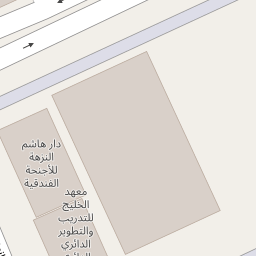 دار هاشم
النزهة
للأجنحة
الفندقية
معهد
الخليج
للتدريب
والتطوير
الدائري